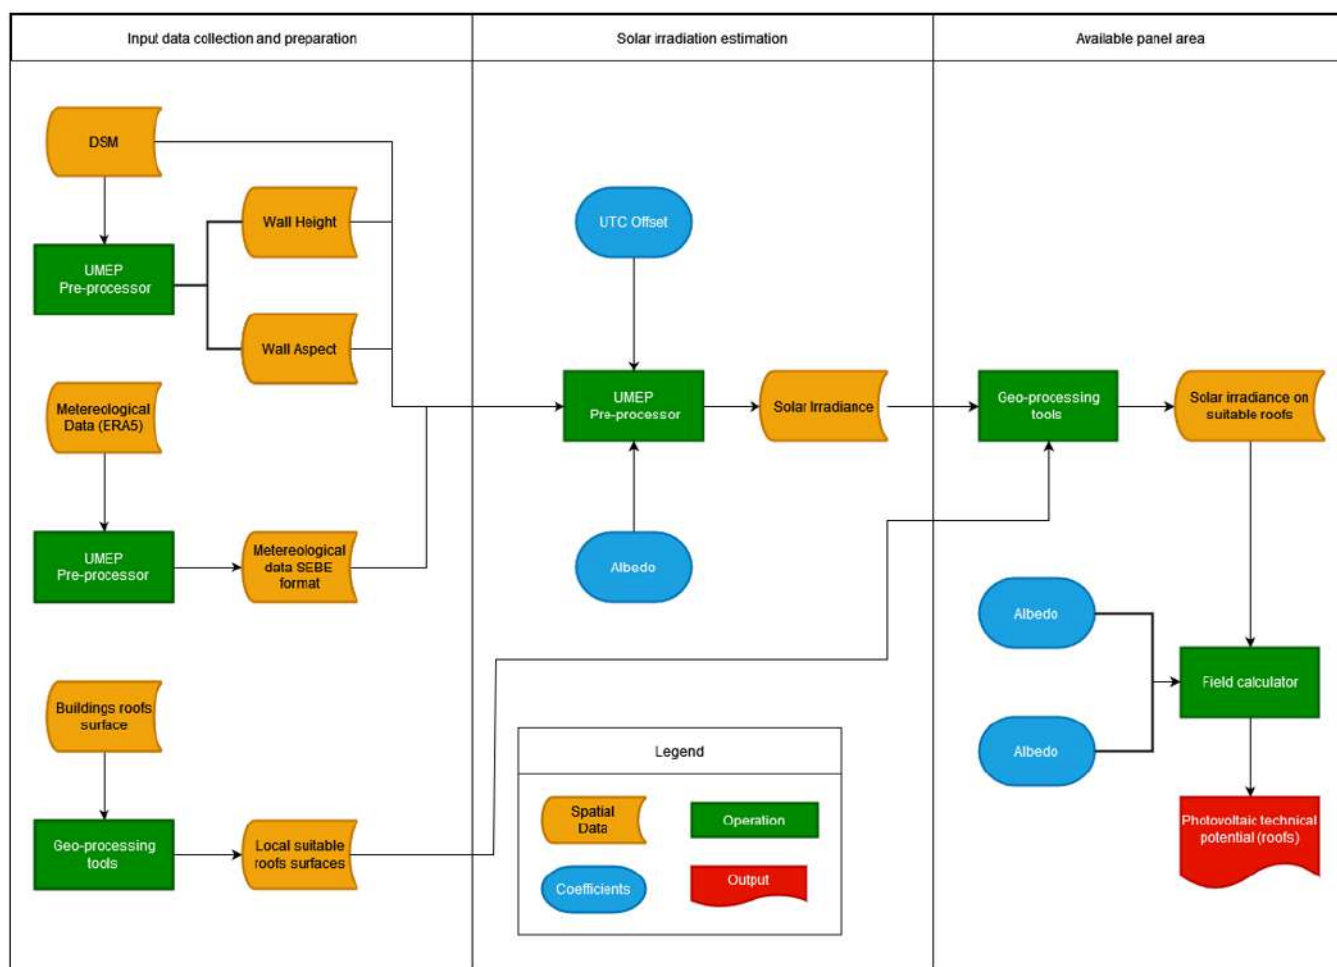 Input data collection and preparation
Solar irradiation estimation
Available panel area
DSM
Wall Height
UMEP
Pre-processor
Wall Aspect
Metereological
Data (ERA5)
UMEP
Pre-processor
Metereological
data SEBE
format
Buildings roofs
surface
Geo-processing
tools
Local suitable
roofs surfaces
UTC Offset
UMEP
Pre-processor
Solar Irradiance
Albedo
Geo-processing
tools
Solar irradiance on
suitable roofs
Albedo
Field calculator
Albedo
Photovoltaic technical
potential (roofs)
Legend
Spatial
Data
Operation
Coefficients
Output